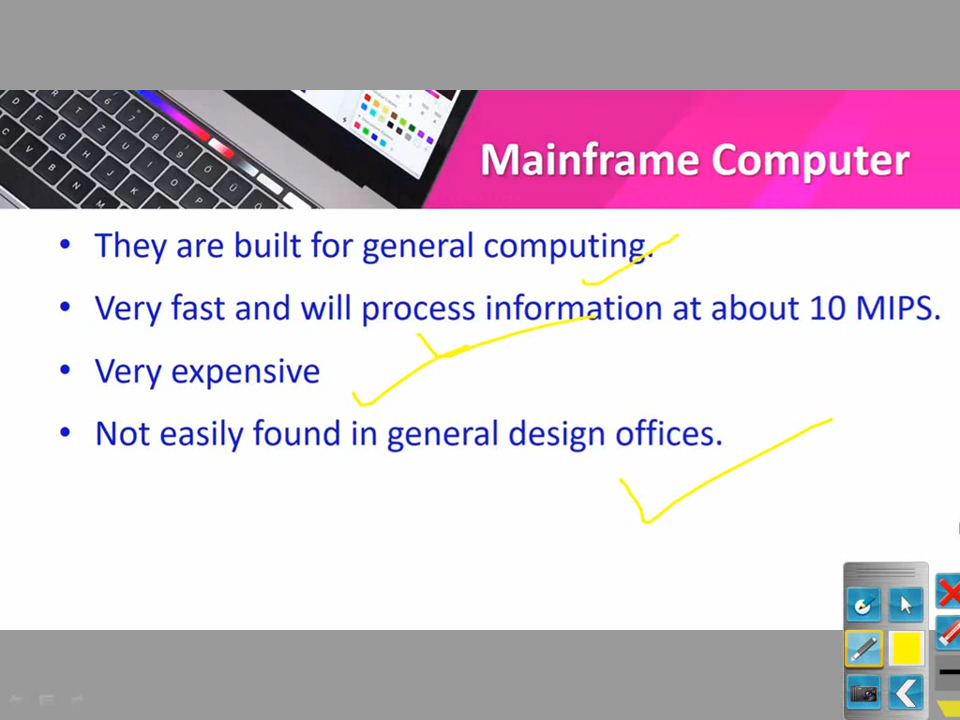 Mainframe Computer
• They are built for general computing.
• Very fast and will process information at about 10 MIPS.
• Very expensive
• Not easily found in general design offices.